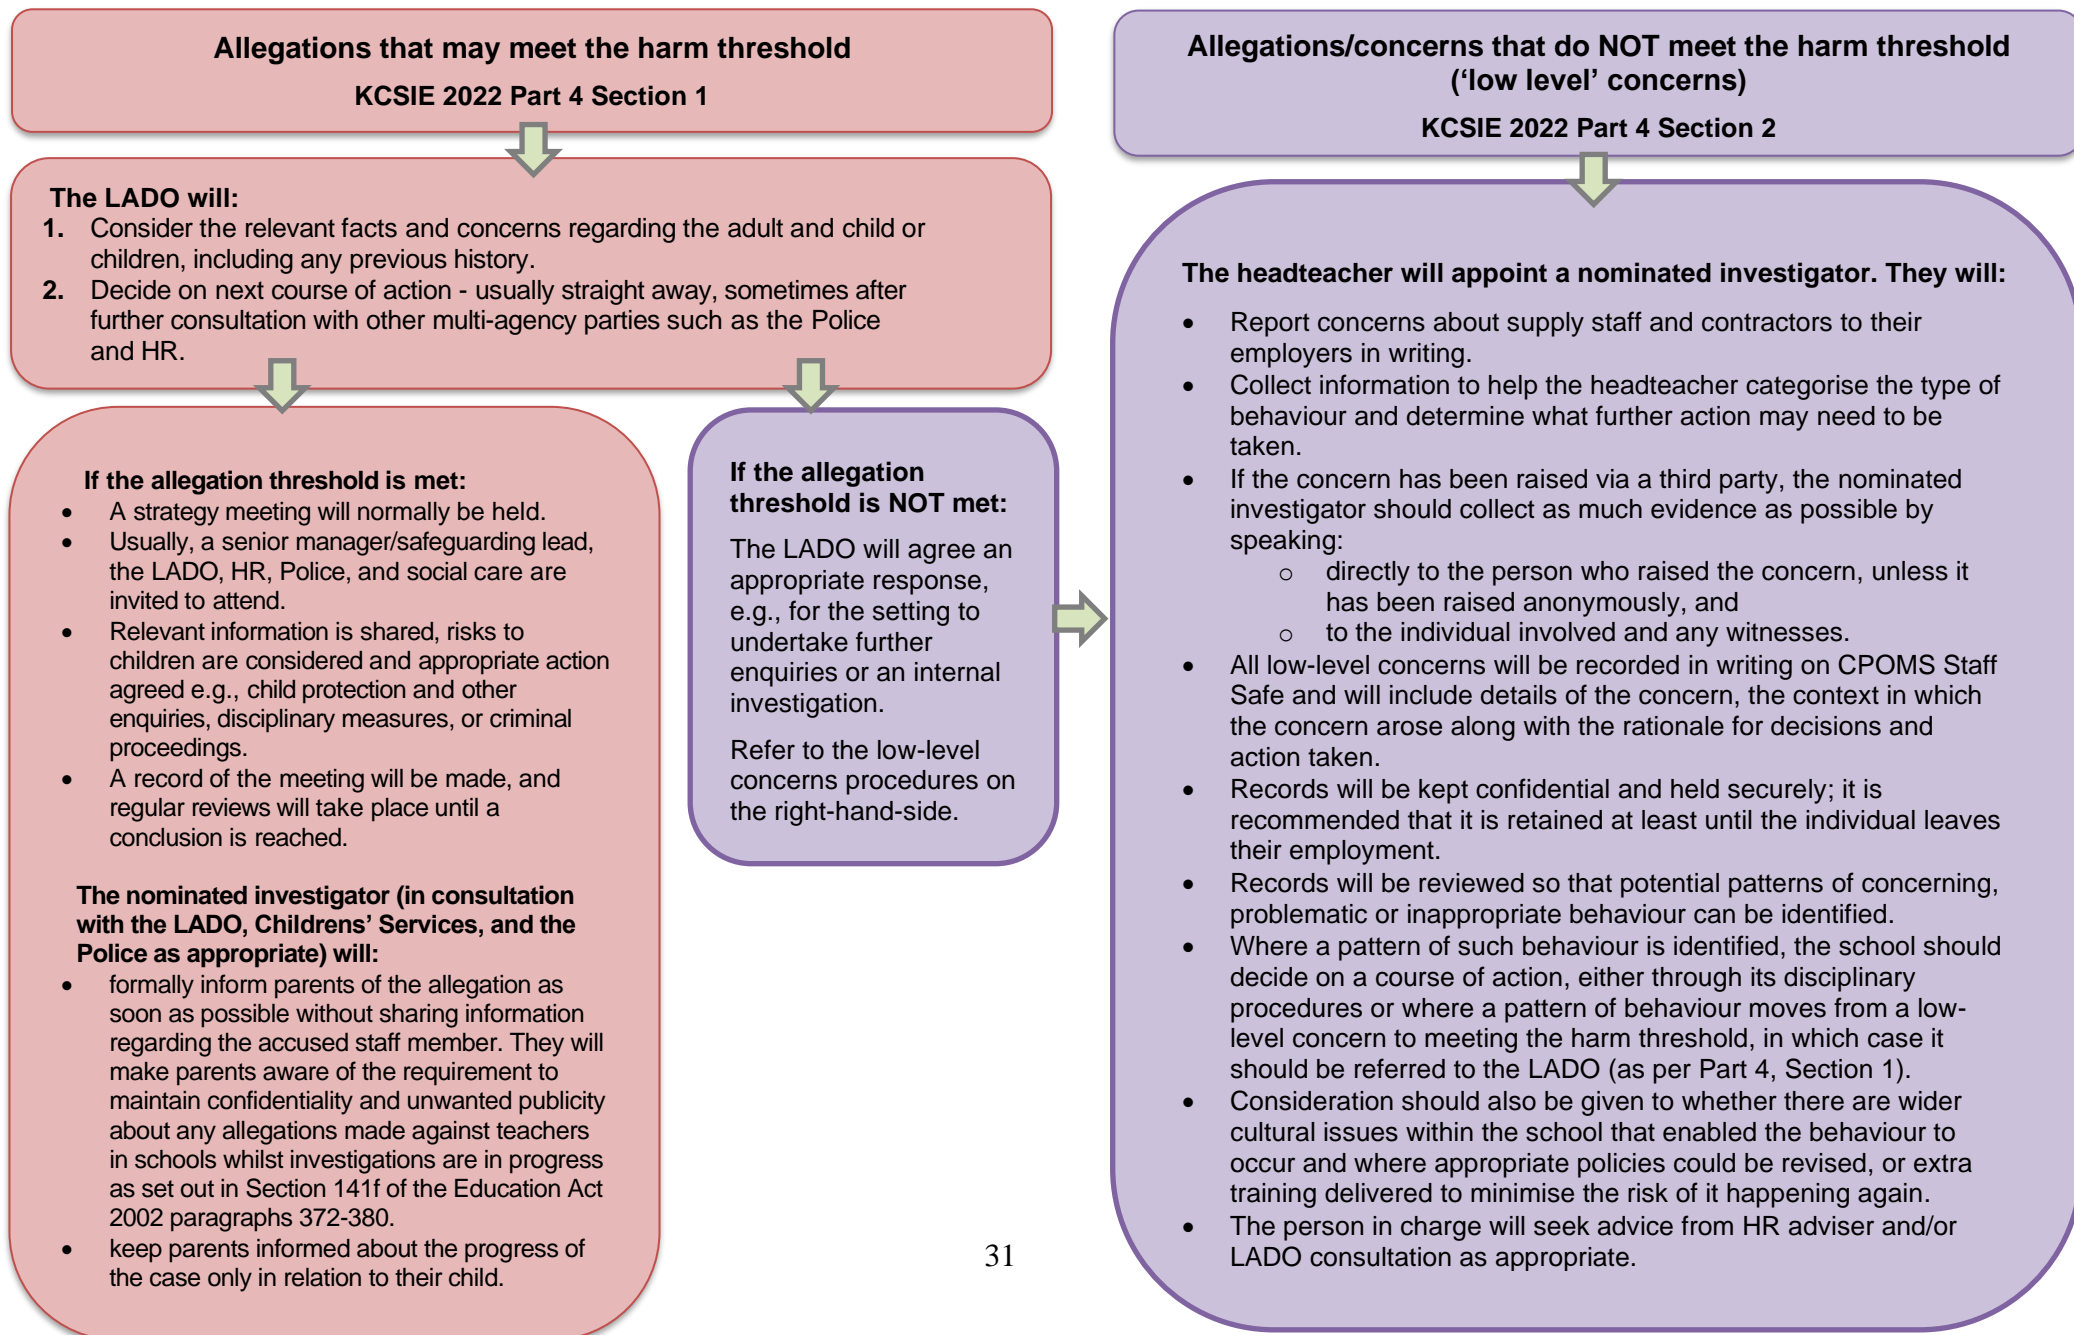 Allegations that may meet the harm threshold
KCSIE 2022 Part 4 Section 1
The LADO will:
1. Consider the relevant facts and concerns regarding the adult and child or
children, including any previous history.
2. Decide on next course of action - usually straight away, sometimes after
further consultation with other multi-agency parties such as the Police
and HR.
If the allegation threshold is met:
• A strategy meeting will normally be held.
• Usually, a senior manager/safeguarding lead,
the LADO, HR, Police, and social care are
invited to attend.
• Relevant information is shared, risks to
children are considered and appropriate action
agreed e.g., child protection and other
enquiries, disciplinary measures, or criminal
proceedings.
• A record of the meeting will be made, and
regular reviews will take place until a
conclusion is reached.
The nominated investigator (in consultation
with the LADO, Childrens’ Services, and the
Police as appropriate) will:
• formally inform parents of the allegation as
soon as possible without sharing information
regarding the accused staff member. They will
make parents aware of the requirement to
maintain confidentiality and unwanted publicity
about any allegations made against teachers
in schools whilst investigations are in progress
as set out in Section 141f of the Education Act
2002 paragraphs 372-380.
• keep parents informed about the progress of
the case only in relation to their child.
If the allegation
threshold is NOT met:
The LADO will agree an
appropriate response,
e.g., for the setting to
undertake further
enquiries or an internal
investigation.
Refer to the low-level
concerns procedures on
the right-hand-side.
Allegations/concerns that do NOT meet the harm threshold
(‘low level’ concerns)
KCSIE 2022 Part 4 Section 2
The headteacher will appoint a nominated investigator. They will:
• Report concerns about supply staff and contractors to their
employers in writing.
• Collect information to help the headteacher categorise the type of
behaviour and determine what further action may need to be
taken.
• If the concern has been raised via a third party, the nominated
investigator should collect as much evidence as possible by
speaking:
o directly to the person who raised the concern, unless it
has been raised anonymously, and
o to the individual involved and any witnesses.
• All low-level concerns will be recorded in writing on CPOMS Staff
Safe and will include details of the concern, the context in which
the concern arose along with the rationale for decisions and
action taken.
• Records will be kept confidential and held securely; it is
recommended that it is retained at least until the individual leaves
their employment.
• Records will be reviewed so that potential patterns of concerning,
problematic or inappropriate behaviour can be identified.
• Where a pattern of such behaviour is identified, the school should
decide on a course of action, either through its disciplinary
procedures or where a pattern of behaviour moves from a low-
level concern to meeting the harm threshold, in which case it
should be referred to the LADO (as per Part 4, Section 1).
• Consideration should also be given to whether there are wider
cultural issues within the school that enabled the behaviour to
occur and where appropriate policies could be revised, or extra
training delivered to minimise the risk of it happening again.
• The person in charge will seek advice from HR adviser and/or
LADO consultation as appropriate.
31